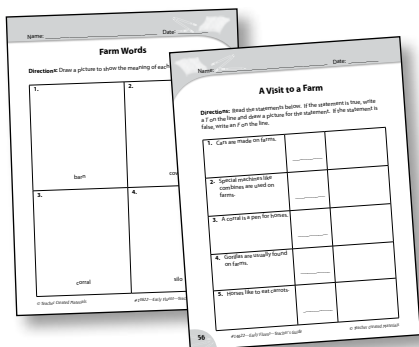 Name: Date:
Farm Words
Directions: Draw a picture to show the meaning of each
1.
2.
barn
cow
3.
4.
corral
silo
© Teacher Created Materials
Name: Date:
A Visit to a Farm
Directions: Read the statements below. If the statement is true, write
a T on the line and draw a picture for the statement. If the statement is
false, write an F on the line.
1. Cars are made on farms.
2. Special machines like
combines are used on
farms.
3. A corral is a pen for horses.
4. Gorillas are usually found
on farms.
5. Horses like to eat carrots.
56
Teacher's Guide
© Teacher Created Materials